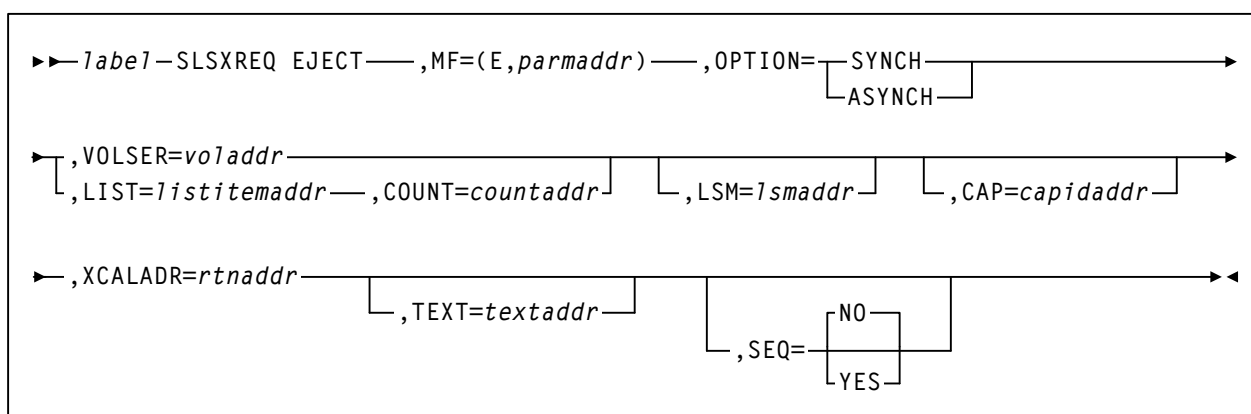 label SLSXREQ EJECT ,MF=(E,parmaddr) ,OPTION= SYNCH
ASYNCH
,VOLSER=voladdr
,LIST=listitemaddr ,COUNT=countaddr ,LSM=lsmaddr ,CAP=capidaddr
,XCALADR=rtnaddr
,TEXT=textaddr
NO
,SEQ=
YES